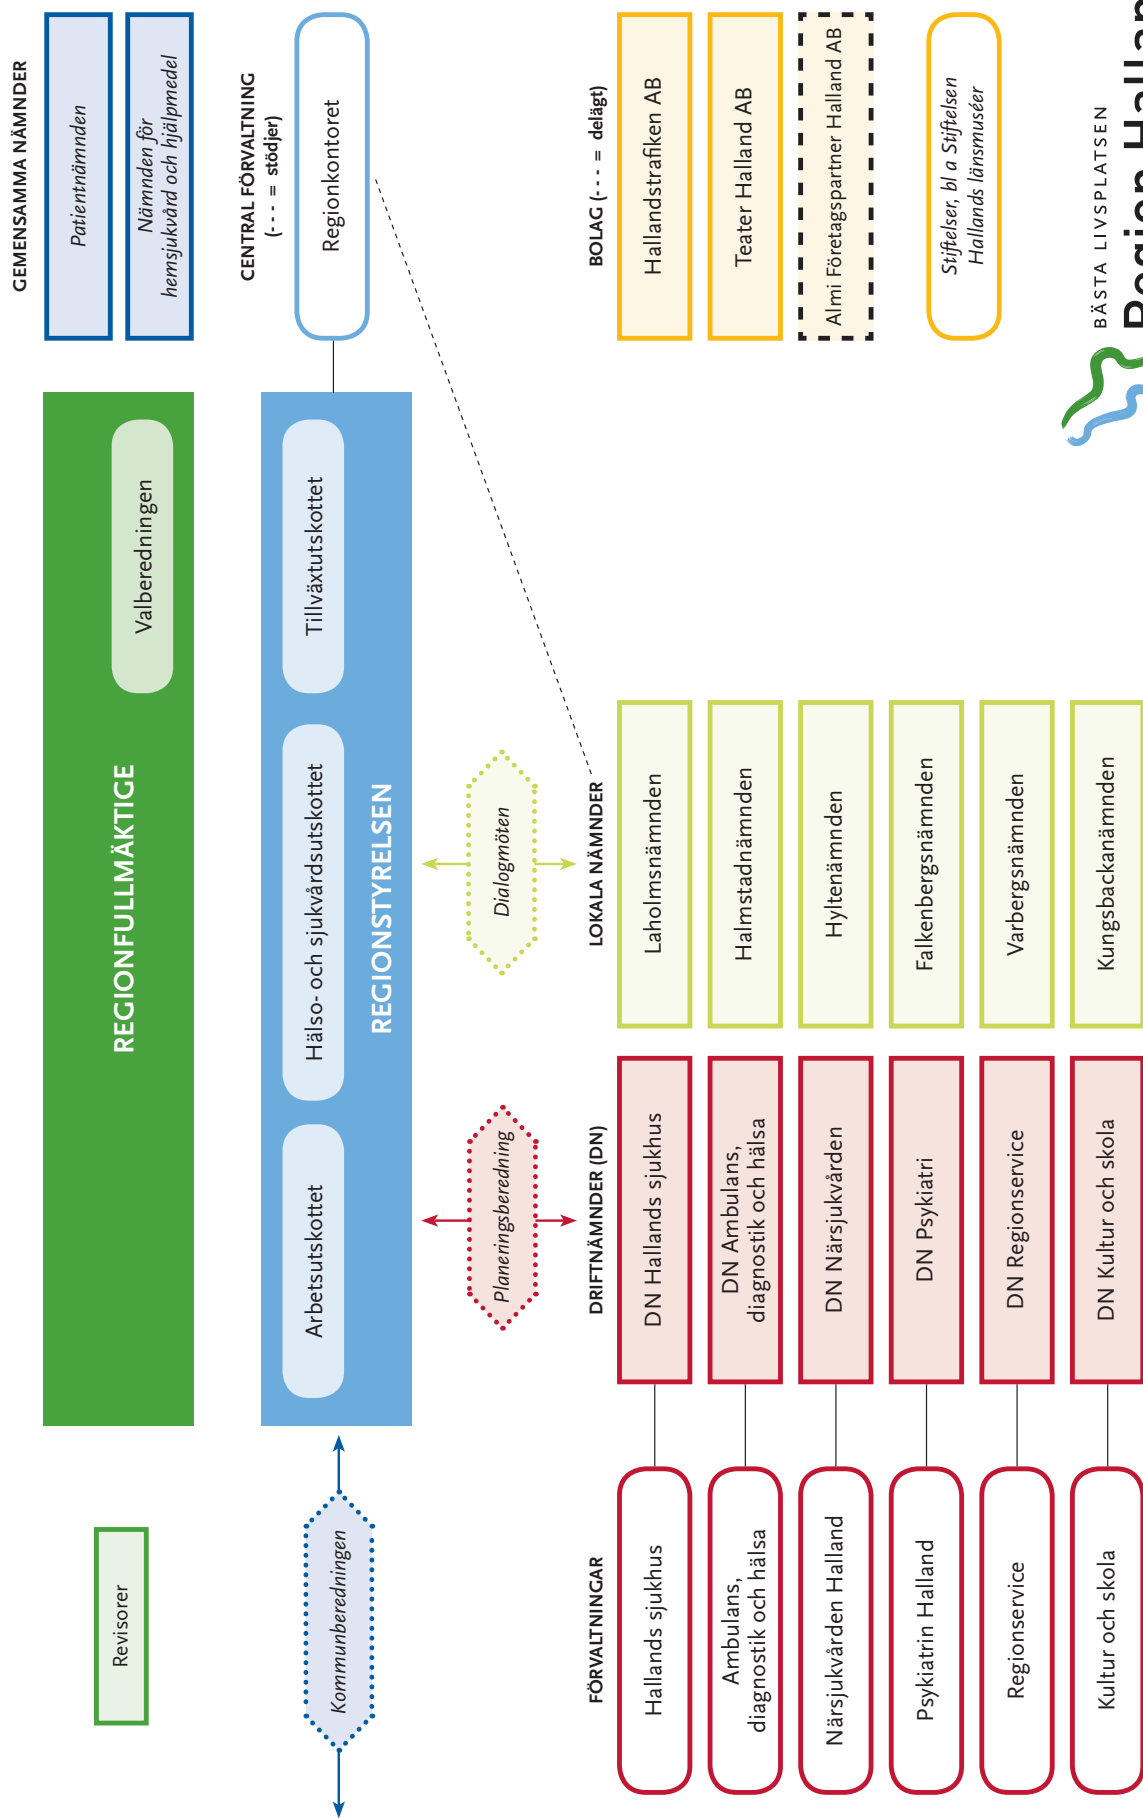 Revisorer
REGIONFULLMÄKTIGE
Valberedningen
GEMENSAMMA NÄMNDER
Patientnämnden
Nämnden för
hemsjukvård och hjälpmedel
Kommunberedningen
Arbetsutskottet
Hälso- och sjukvårdsutskottet
Tillväxtutskottet
REGIONSTYRELSEN
CENTRAL FÖRVALTNING
(- - - = stödjer)
Regionkontoret
Planeringsberedning
Dialogmöten
FÖRVALTNINGAR
Hallands sjukhus
Ambulans,
diagnostik och hälsa
Närsjukvården Halland
Psykiatrin Halland
Regionservice
Kultur och skola
DRIFTNÄMNDER (DN)
DN Hallands sjukhus
DN Ambulans,
diagnostik och hälsa
DN Närsjukvården
DN Psykiatri
DN Regionservice
DN Kultur och skola
LOKALA NÄMNDER
Laholmsnämnden
Halmstadnämnden
Hyltenämnden
Falkenbergsnämnden
Varbergsnämnden
Kungsbackanämnden
BOLAG (- - - = delägt)
Hallandstrafiken AB
Teater Halland AB
Almi Företagspartner Halland AB
Stiftelser, bl a Stiftelsen
Hallands länsmuséer
BÄSTA LIVSPLATSEN
Region Hallan